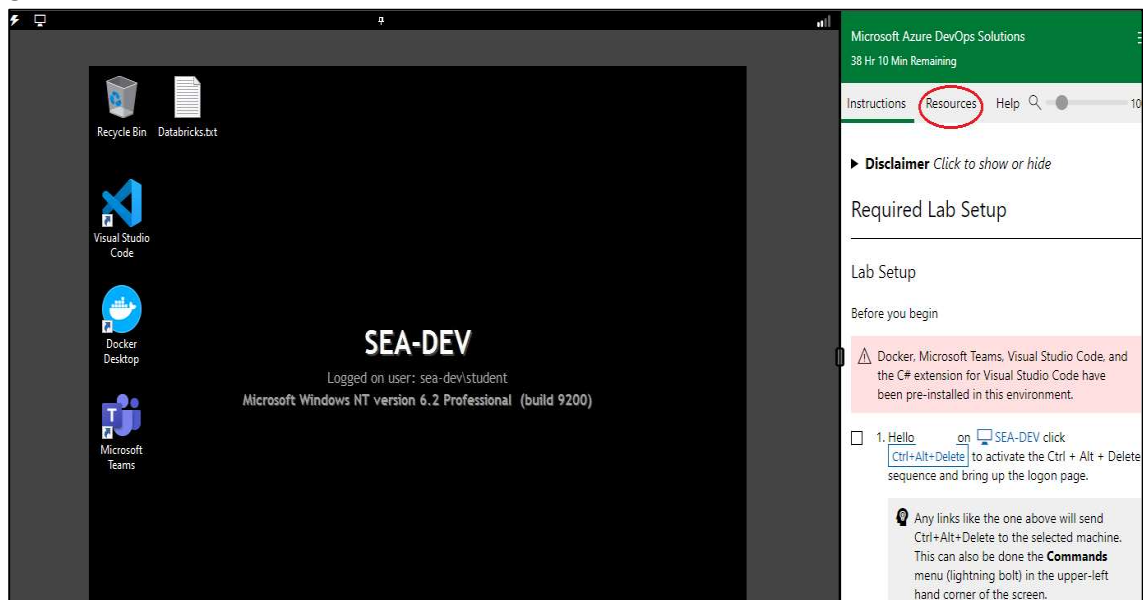 Recycle Bin
Databricks.txt
Visual Studio
Code
Docker
Desktop
Microsoft
Teams
SEA-DEV
Logged on user: sea-dev\student
Microsoft Windows NT version 6.2 Professional (build 9200)
Microsoft Azure DevOps Solutions
38 Hr 10 Min Remaining
Instructions Resources Help 10
▶ Disclaimer Click to show or hide
Required Lab Setup
Lab Setup
Before you begin
Docker, Microsoft Teams, Visual Studio Code, and
the C# extension for Visual Studio Code have
been pre-installed in this environment.
1. Hello on SEA-DEV click
Ctrl+Alt+Delete to activate the Ctrl + Alt + Delete
sequence and bring up the logon page.
Any links like the one above will send
Ctrl+Alt+Delete to the selected machine.
This can also be done the Commands
menu (lightning bolt) in the upper-left
hand corner of the screen.